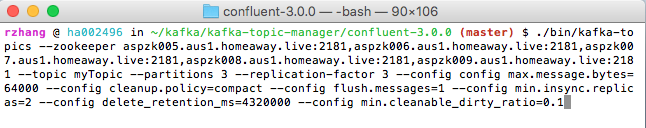 confluent-3.0.0 — -bash — 90×106
rzhang @ ha002496 in ~/kafka/kafka-topic-manager/confluent-3.0.0 (master) $ ./bin/kafka-to
pics --zookeeper aspzk005.aus1.homeaway.live:2181,aspzk006.aus1.homeaway.live:2181,aspzk00
7.aus1.homeaway.live:2181,aspzk008.aus1.homeaway.live:2181,aspzk009.aus1.homeaway.live:218
1 --topic myTopic --partitions 3 --replication-factor 3 --config config max.message.bytes=
64000 --config cleanup.policy=compact --config flush.messages=1 --config min.insync.replic
as=2 --config delete_retention_ms=4320000 --config min.cleanable_dirty_ratio=0.1